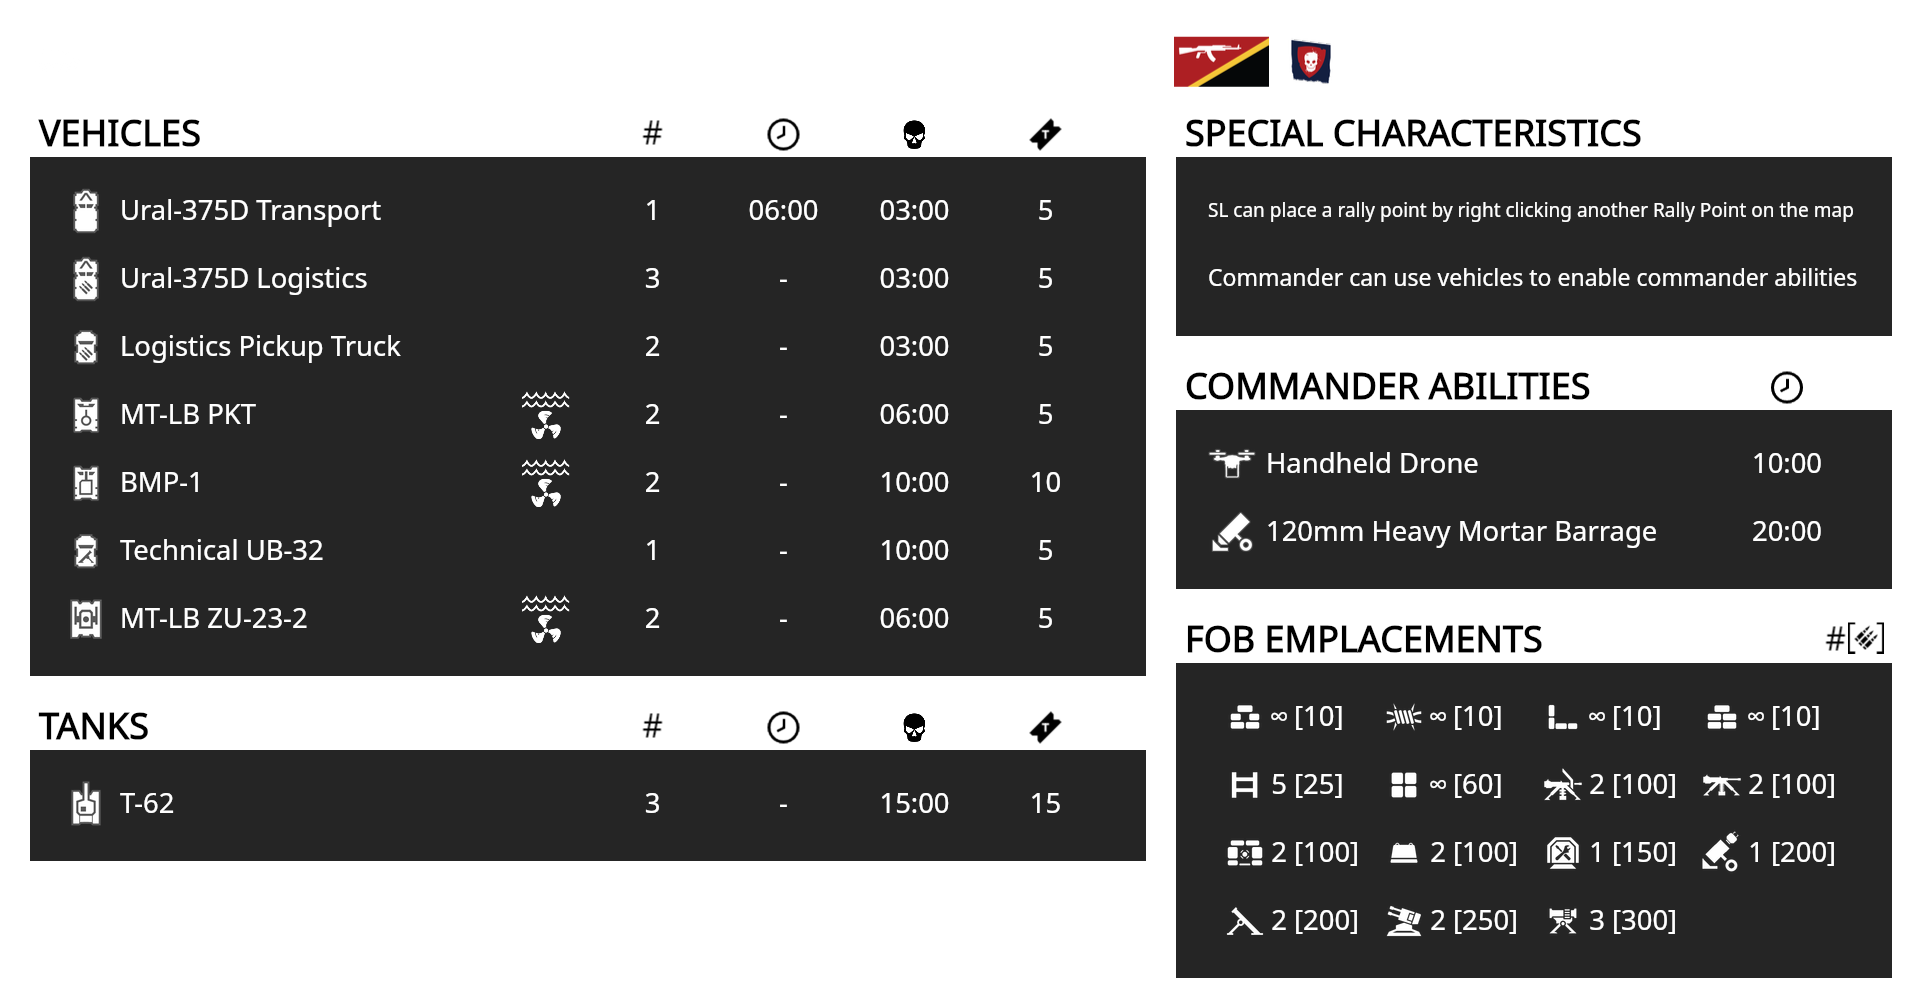 VEHICLES #
Ural-375D Transport 1 06:00 03:00 5
Ural-375D Logistics 3 - 03:00 5
Logistics Pickup Truck 2 - 03:00 5
MT-LB PKT 2 - 06:00 5
BMP-1 2 - 10:00 10
Technical UB-32 1 - 10:00 5
MT-LB ZU-23-2 2 - 06:00 5
TANKS #
T-62 3 - 15:00 15
SPECIAL CHARACTERISTICS
SL can place a rally point by right clicking another Rally Point on the map
Commander can use vehicles to enable commander abilities
COMMANDER ABILITIES
Handheld Drone 10:00
120mm Heavy Mortar Barrage 20:00
FOB EMPLACEMENTS #[]
∞ [10] ∞ [10] ∞ [10] ∞ [10]
5 [25] ∞ [60] 2 [100] 2 [100]
2 [100] 2 [100] 1 [150] 1 [200]
2 [200] 2 [250] 3 [300]